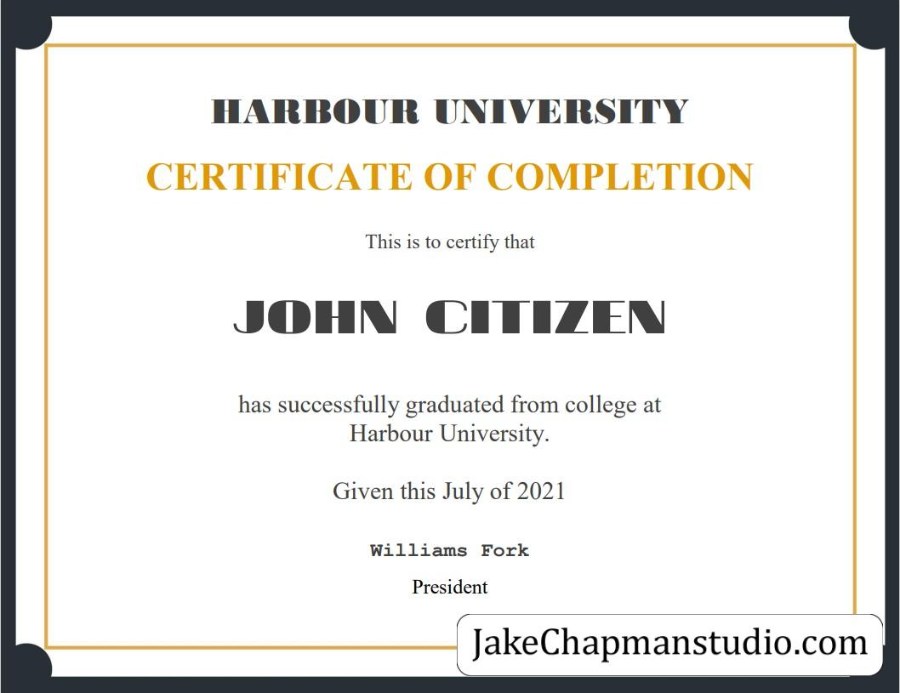 HARBOUR UNIVERSITY
CERTIFICATE OF COMPLETION
This is to certify that
JOHN CITIZEN
has successfully graduated from college at
Harbour University.
Given this July of 2021
Williams Fork
President
JakeChapmanstudio.com